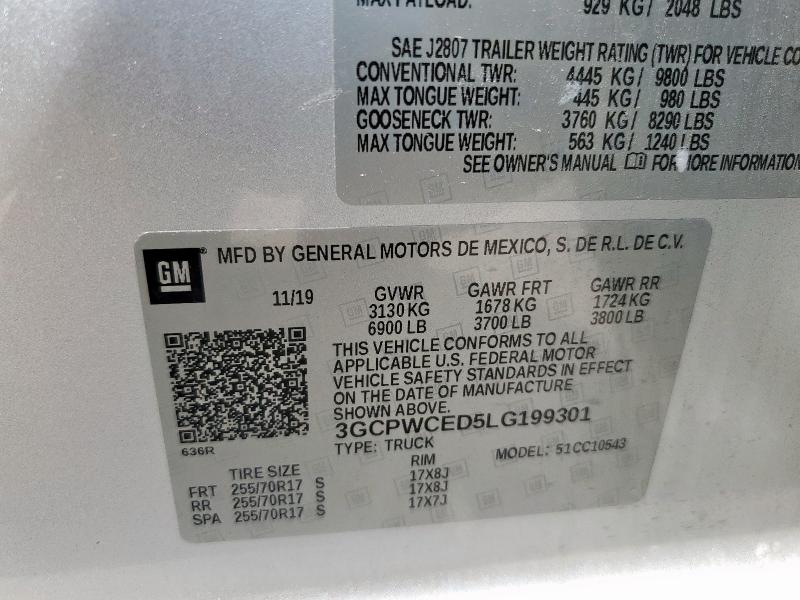 MAX PAYLOAD: 929 KG/ 2048 LBS
SAE J2807 TRAILER WEIGHT RATING (TWR) FOR VEHICLE CO
CONVENTIONAL TWR: 4445 KG/ 9800 LBS
MAX TONGUE WEIGHT: 445 KG/ 980 LBS
GOOSENECK TWR: 3760 KG/ 8290 LBS
MAX TONGUE WEIGHT: 563 KG/ 1240 LBS
SEE OWNER'S MANUAL FOR MORE INFORMATION
GM® MFD BY GENERAL MOTORS DE MEXICO, S. DE R.L. DE C.V.
11/19 GVWR GAWR FRT GAWR RR
3130 KG 1678 KG 1724 KG
6900 LB 3700 LB 3800 LB
THIS VEHICLE CONFORMS TO ALL
APPLICABLE U.S. FEDERAL MOTOR
VEHICLE SAFETY STANDARDS IN EFFECT
ON THE DATE OF MANUFACTURE
SHOWN ABOVE.
3GCPWCED5LG199301
636R TYPE: TRUCK MODEL: 51CC10543
TIRE SIZE RIM
FRT 255/70R17 S 17X8J
RR 255/70R17 S 17X8J
SPA 255/70R17 S 17X7J